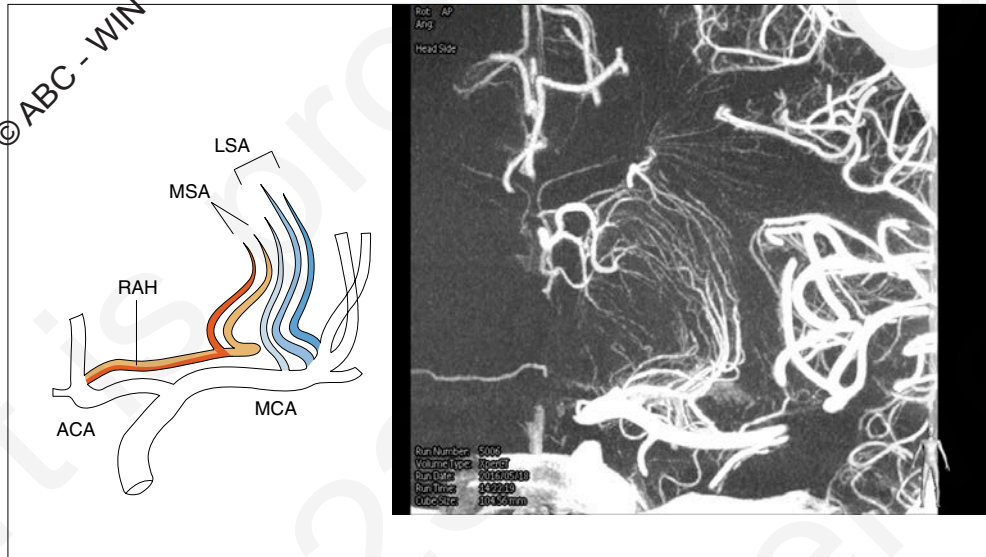 © ABC - WIN
LSA
MSA
RAH
MCA
ACA
Rot: AP
Ang:
Head Side
Run Number: 5006
Volume Type: XperCT
Run Date: 2016/05/18
Run Time: 14:22:19
Cube Size: 104.56 mm